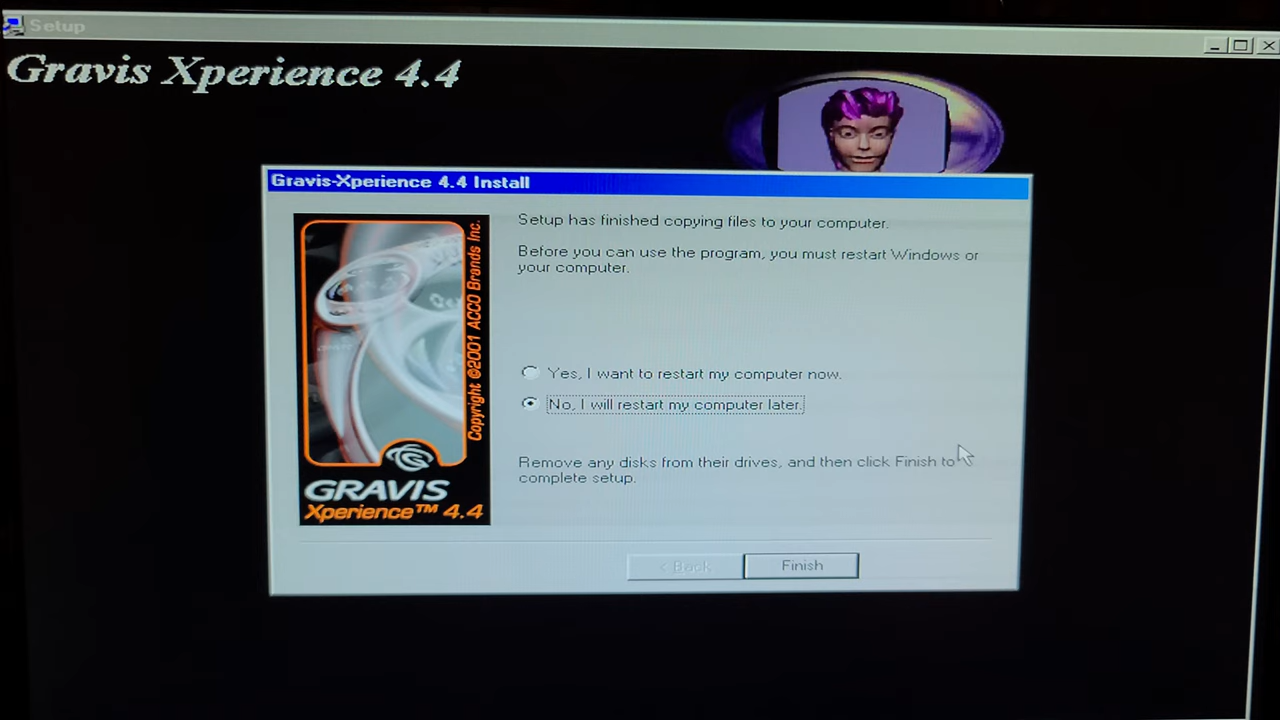 Setup
Gravis Xperience 4.4
Gravis-Xperience 4.4 Install
Setup has finished copying files to your computer.
Before you can use the program, you must restart Windows or
your computer.
Yes, I want to restart my computer now.
No, I will restart my computer later.
Remove any disks from their drives, and then click Finish to
complete setup.
Copyright ©2001 ACCO Brands Inc.
GRAVIS
Xperience™ 4.4
< Back
Finish